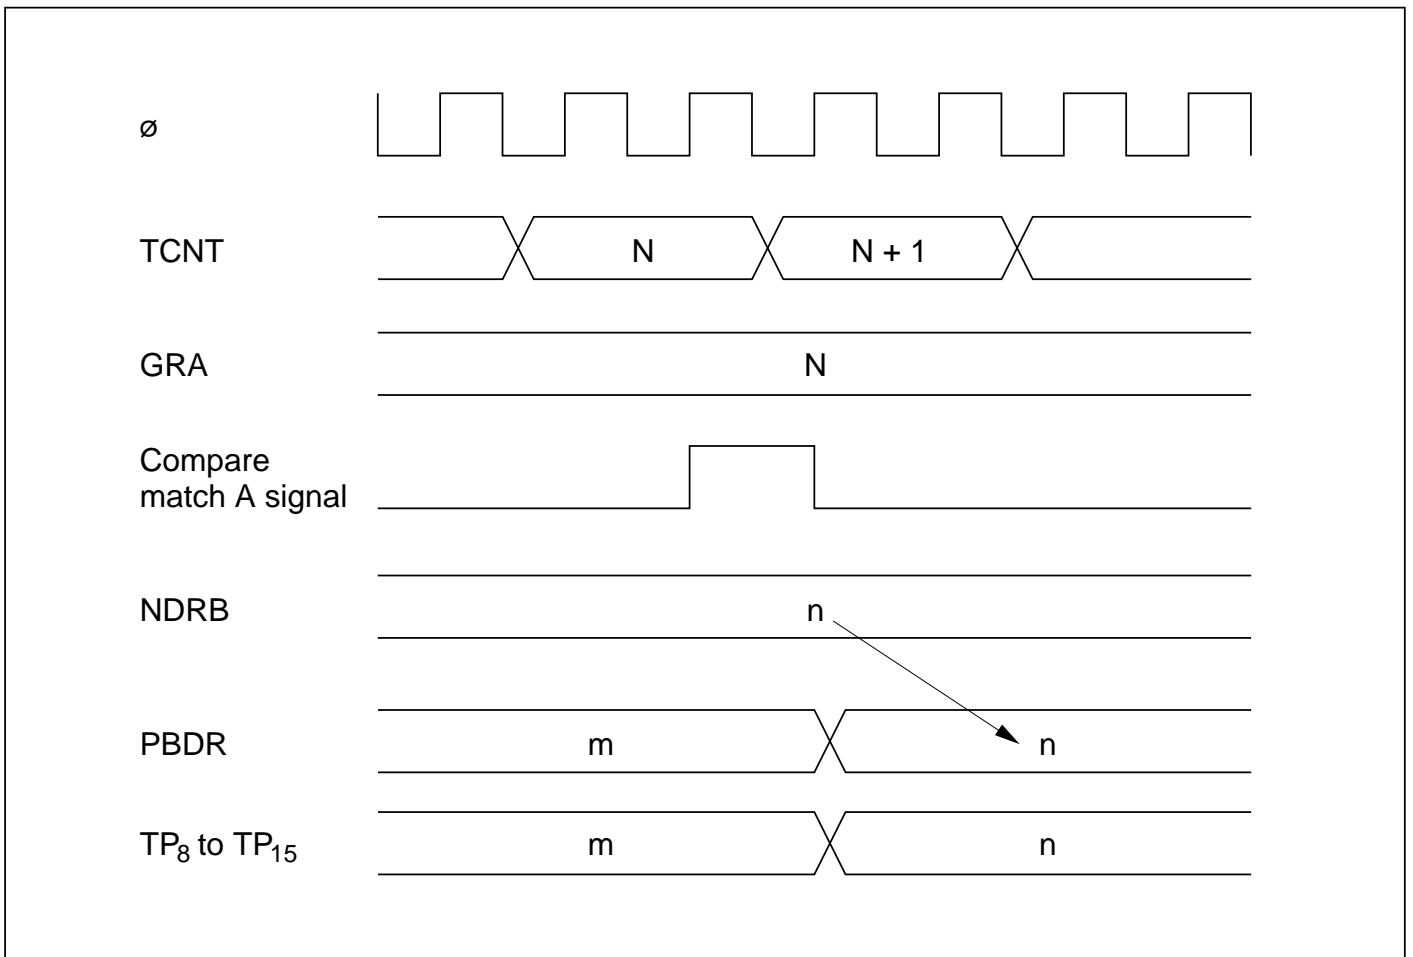 ø
TCNT N N + 1
GRA N
Compare
match A signal
NDRB n
PBDR m n
TP8 to TP15 m n